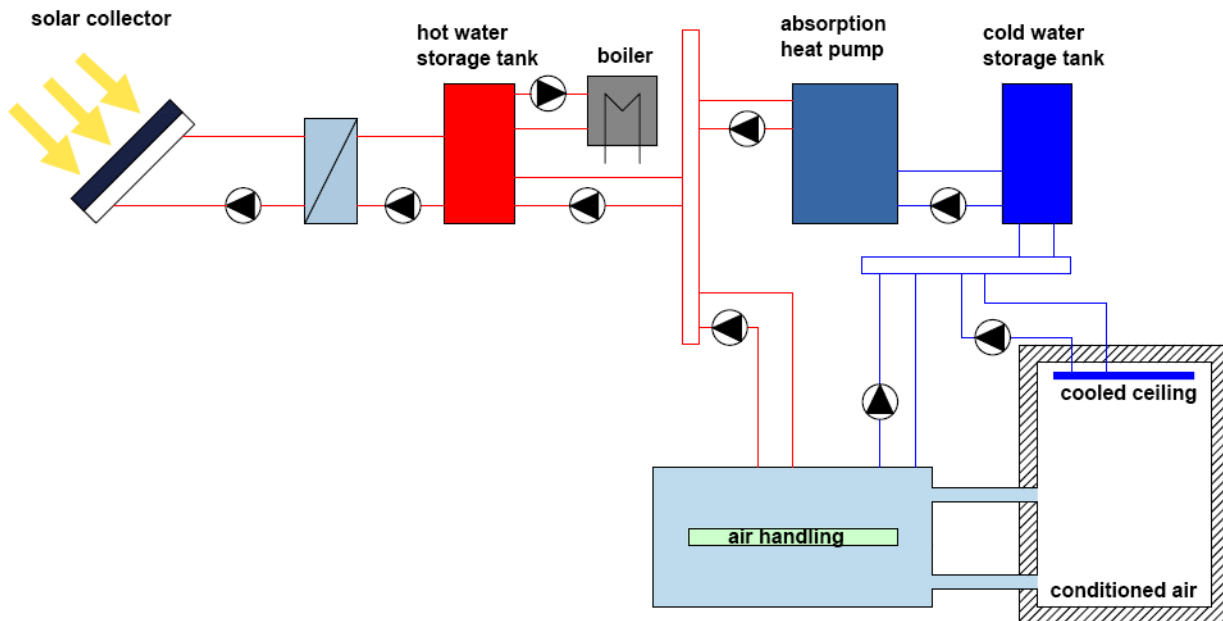 solar collector
hot water
storage tank
boiler
absorption
heat pump
cold water
storage tank
cooled ceiling
air handling
conditioned air